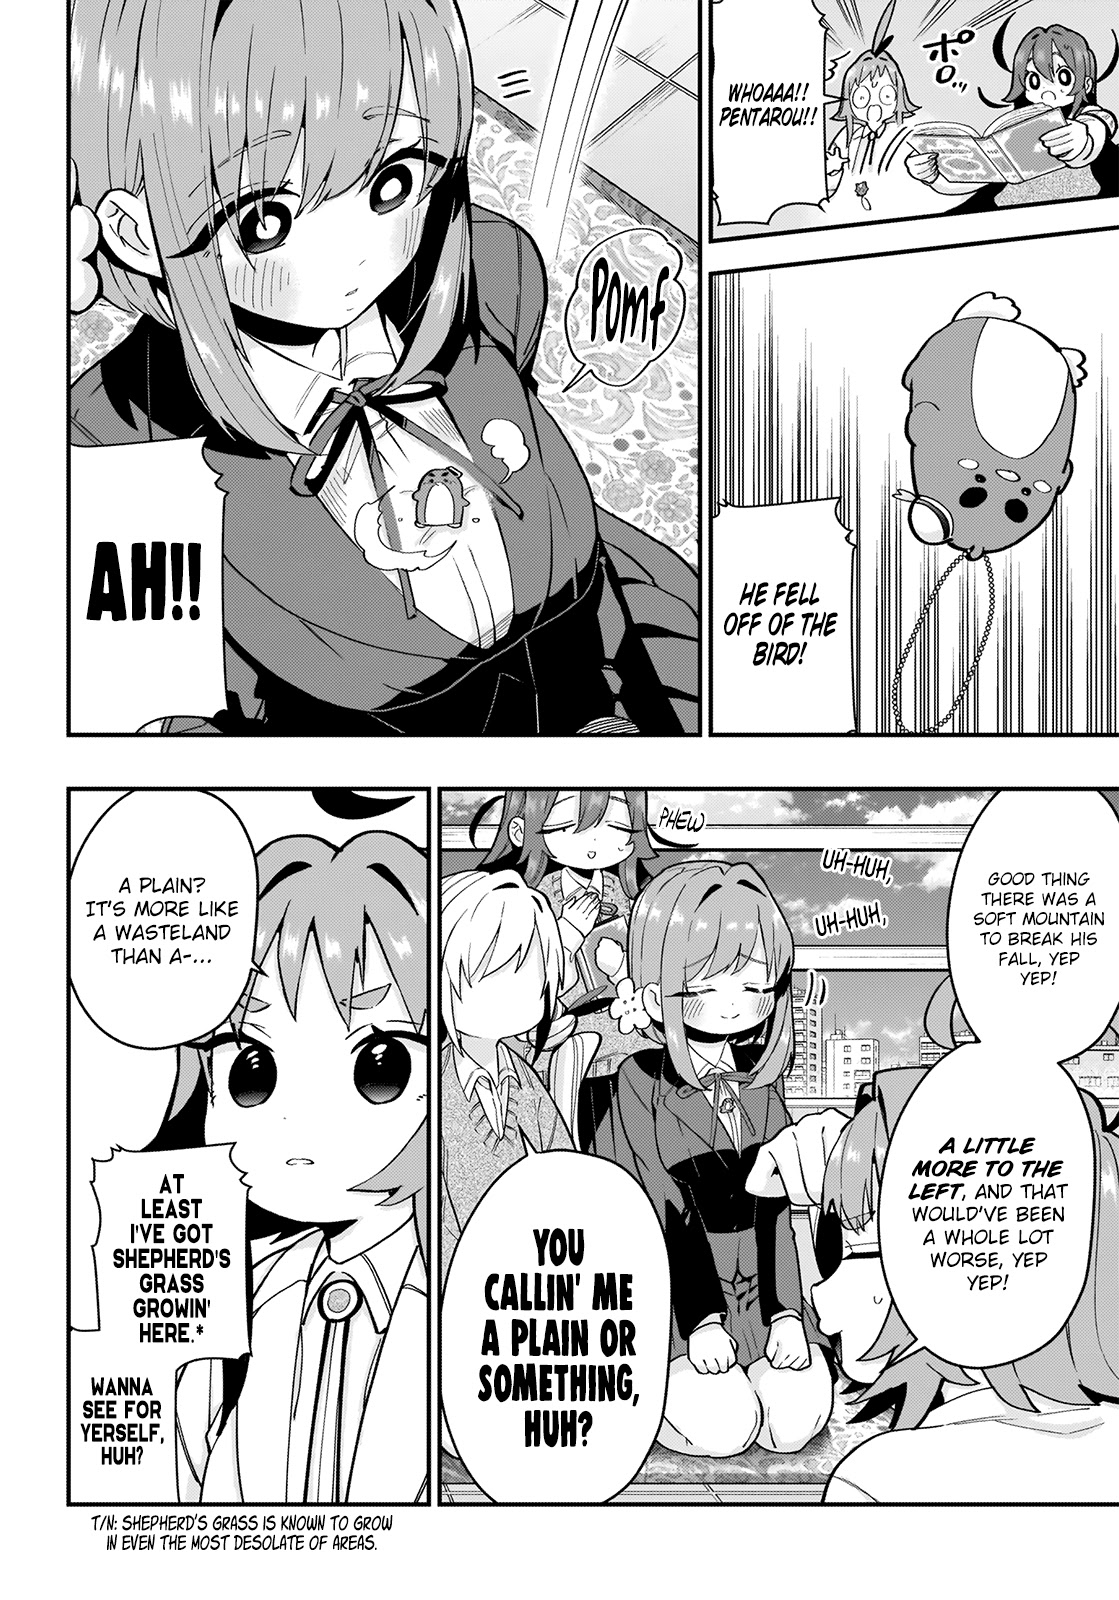 ポロッ
WHOAAA!!
PENTAROU!!
HE FELL
OFF OF THE
BIRD!
POMF
AH!!
GOOD THING
THERE WAS A
SOFT MOUNTAIN
TO BREAK HIS
FALL, YEP
YEP!
PHEW
UH-HUH,
UH-HUH,
A LITTLE
MORE TO THE
LEFT, AND THAT
WOULD'VE BEEN
A WHOLE LOT
WORSE, YEP
YEP!
YOU
CALLIN' ME
A PLAIN OR
SOMETHING,
HUH?
A PLAIN?
IT'S MORE LIKE
A WASTELAND
THAN A-...
AT
LEAST
I'VE GOT
SHEPHERD'S
GRASS
GROWIN'
HERE.*
WANNA
SEE FOR
YERSELF,
HUH?
T/N: SHEPHERD'S GRASS IS KNOWN TO GROW
IN EVEN THE MOST DESOLATE OF AREAS.